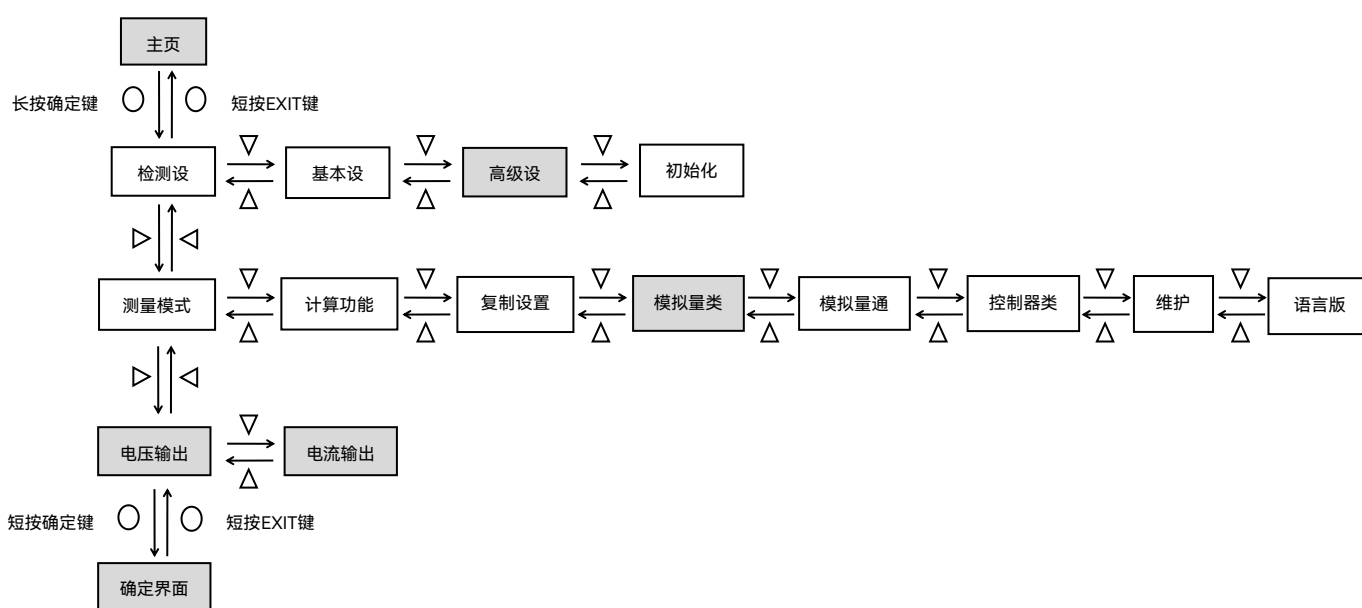 主页
长按确定键
短按EXIT键
检测设
基本设
高级设
初始化
测量模式
计算功能
复制设置
模拟量类
模拟量通
控制器类
维护
语言版
电压输出
电流输出
短按确定键
短按EXIT键
确定界面